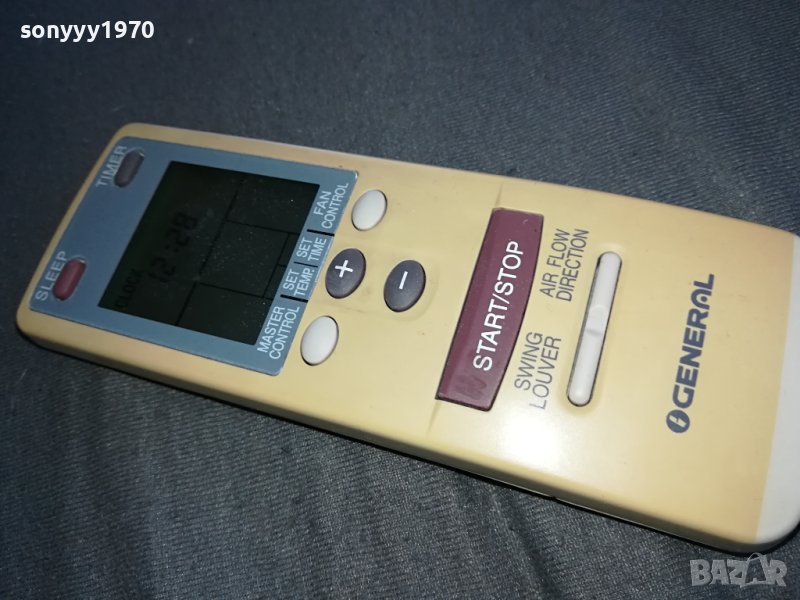 sonyyy1970
SLEEP
TIMER
CLOCK 12:28
MASTER
CONTROL
SET
TEMP.
SET
TIME
FAN
CONTROL
+
-
START/STOP
SWING
LOUVER
AIR FLOW
DIRECTION
GENERAL
BAZAR